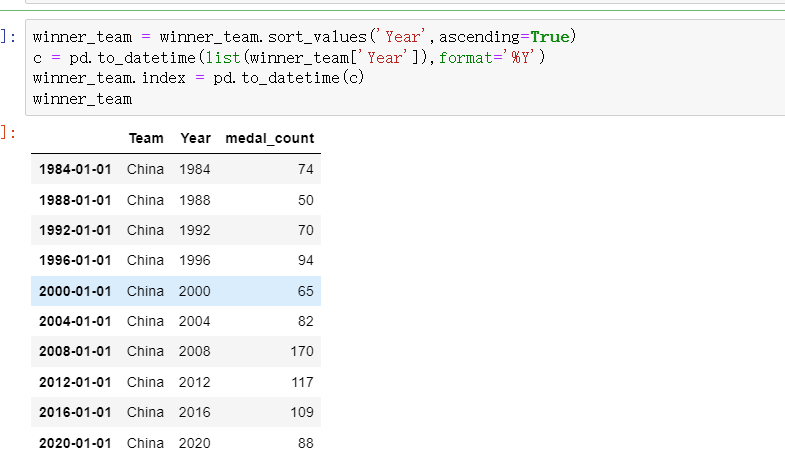 ]: winner_team = winner_team.sort_values('Year',ascending=True)
c = pd.to_datetime(list(winner_team['Year']),format='%Y')
winner_team.index = pd.to_datetime(c)
winner_team
]:
Team Year medal_count
1984-01-01 China 1984 74
1988-01-01 China 1988 50
1992-01-01 China 1992 70
1996-01-01 China 1996 94
2000-01-01 China 2000 65
2004-01-01 China 2004 82
2008-01-01 China 2008 170
2012-01-01 China 2012 117
2016-01-01 China 2016 109
2020-01-01 China 2020 88